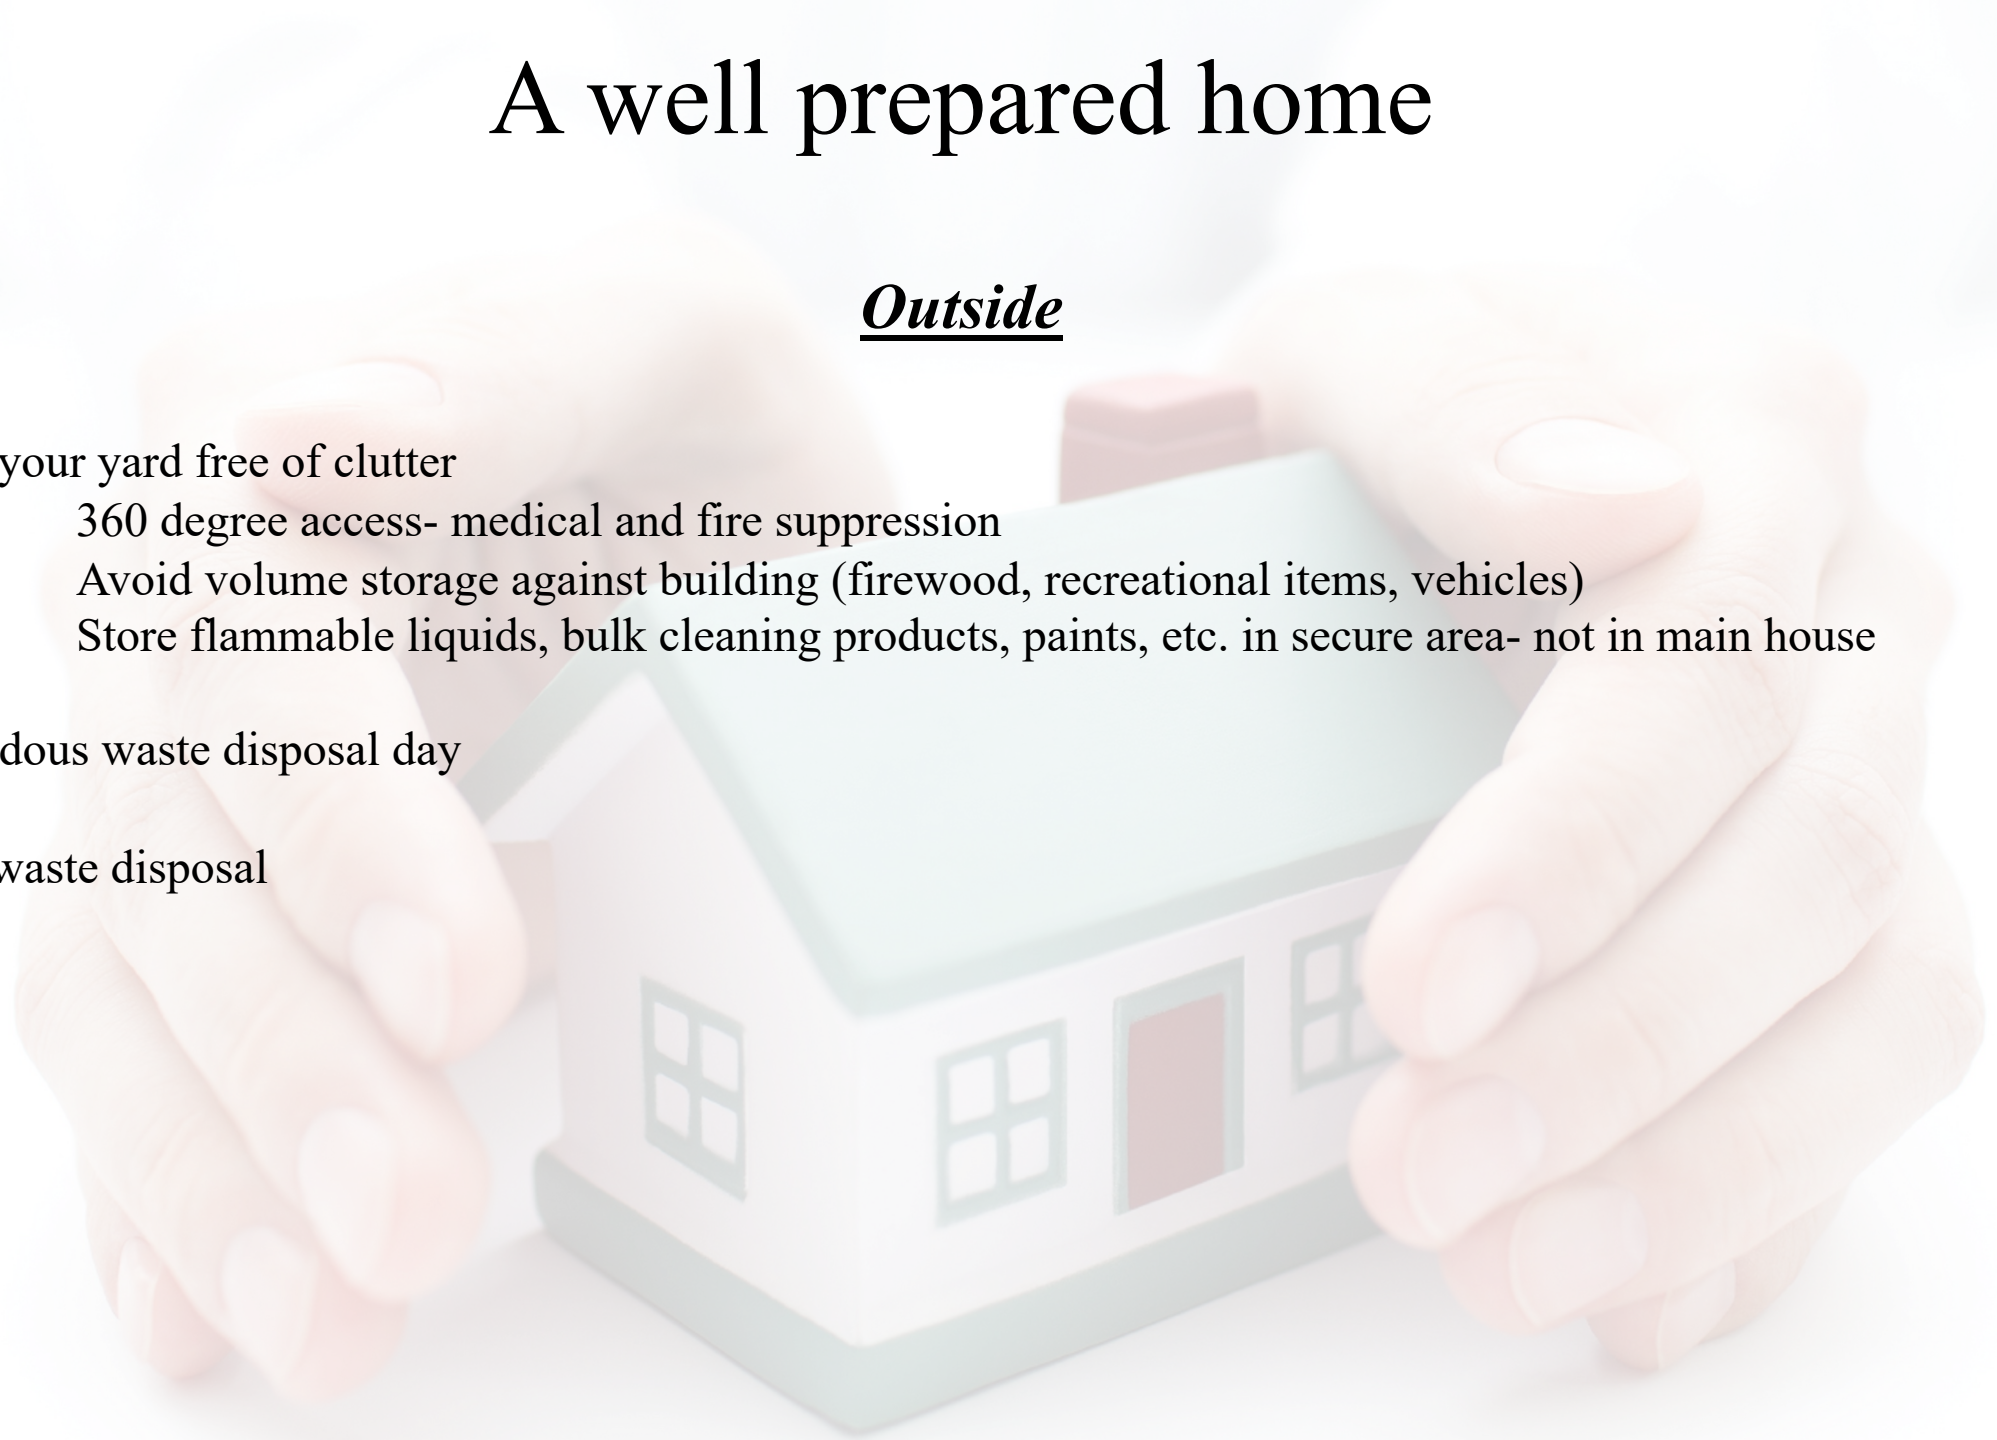 A well prepared home
Outside
your yard free of clutter
360 degree access- medical and fire suppression
Avoid volume storage against building (firewood, recreational items, vehicles)
Store flammable liquids, bulk cleaning products, paints, etc. in secure area- not in main house
dous waste disposal day
waste disposal